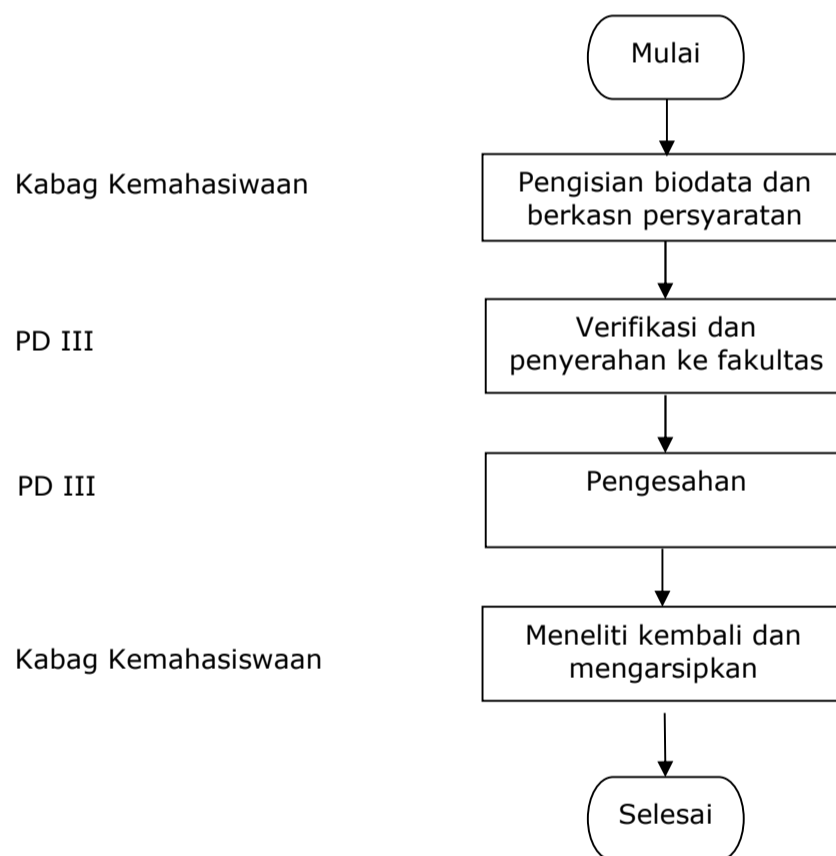 Mulai
Kabag Kemahasiwaan
Pengisian biodata dan
berkasn persyaratan
PD III
Verifikasi dan
penyerahan ke fakultas
PD III
Pengesahan
Kabag Kemahasiswaan
Meneliti kembali dan
mengarsipkan
Selesai